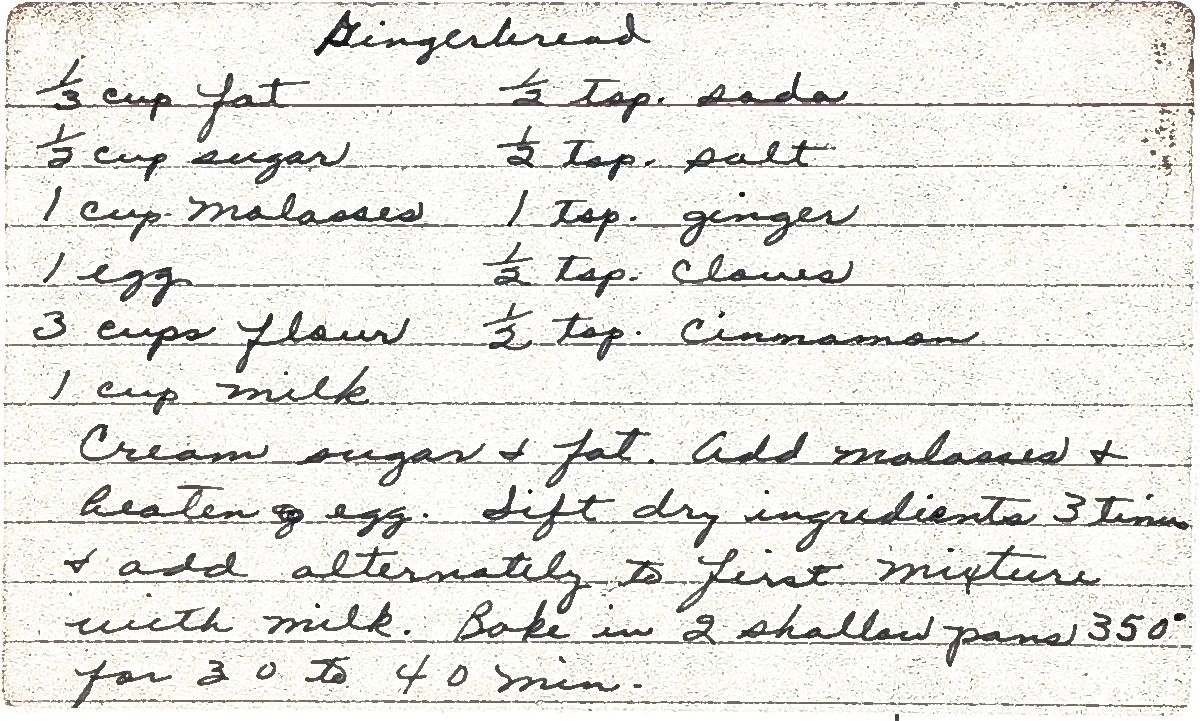 Gingerbread
1/3 cup fat 1/2 tsp. soda
1/2 cup sugar 1/2 tsp. salt
1 cup molasses 1 tsp. ginger
1 egg 1/2 tsp. cloves
3 cups flour 1/2 tsp. cinnamon
1 cup milk
Cream sugar & fat. Add molasses &
beaten egg. Sift dry ingredients 3 times
& add alternately to first mixture
with milk. Bake in 2 shallow pans 350°
for 30 to 40 min.